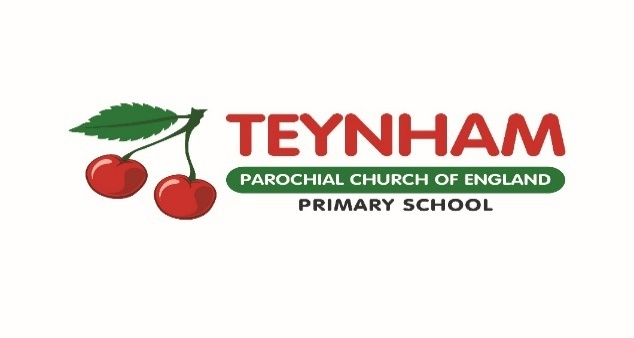 TEYNHAM
PAROCHIAL CHURCH OF ENGLAND
PRIMARY SCHOOL